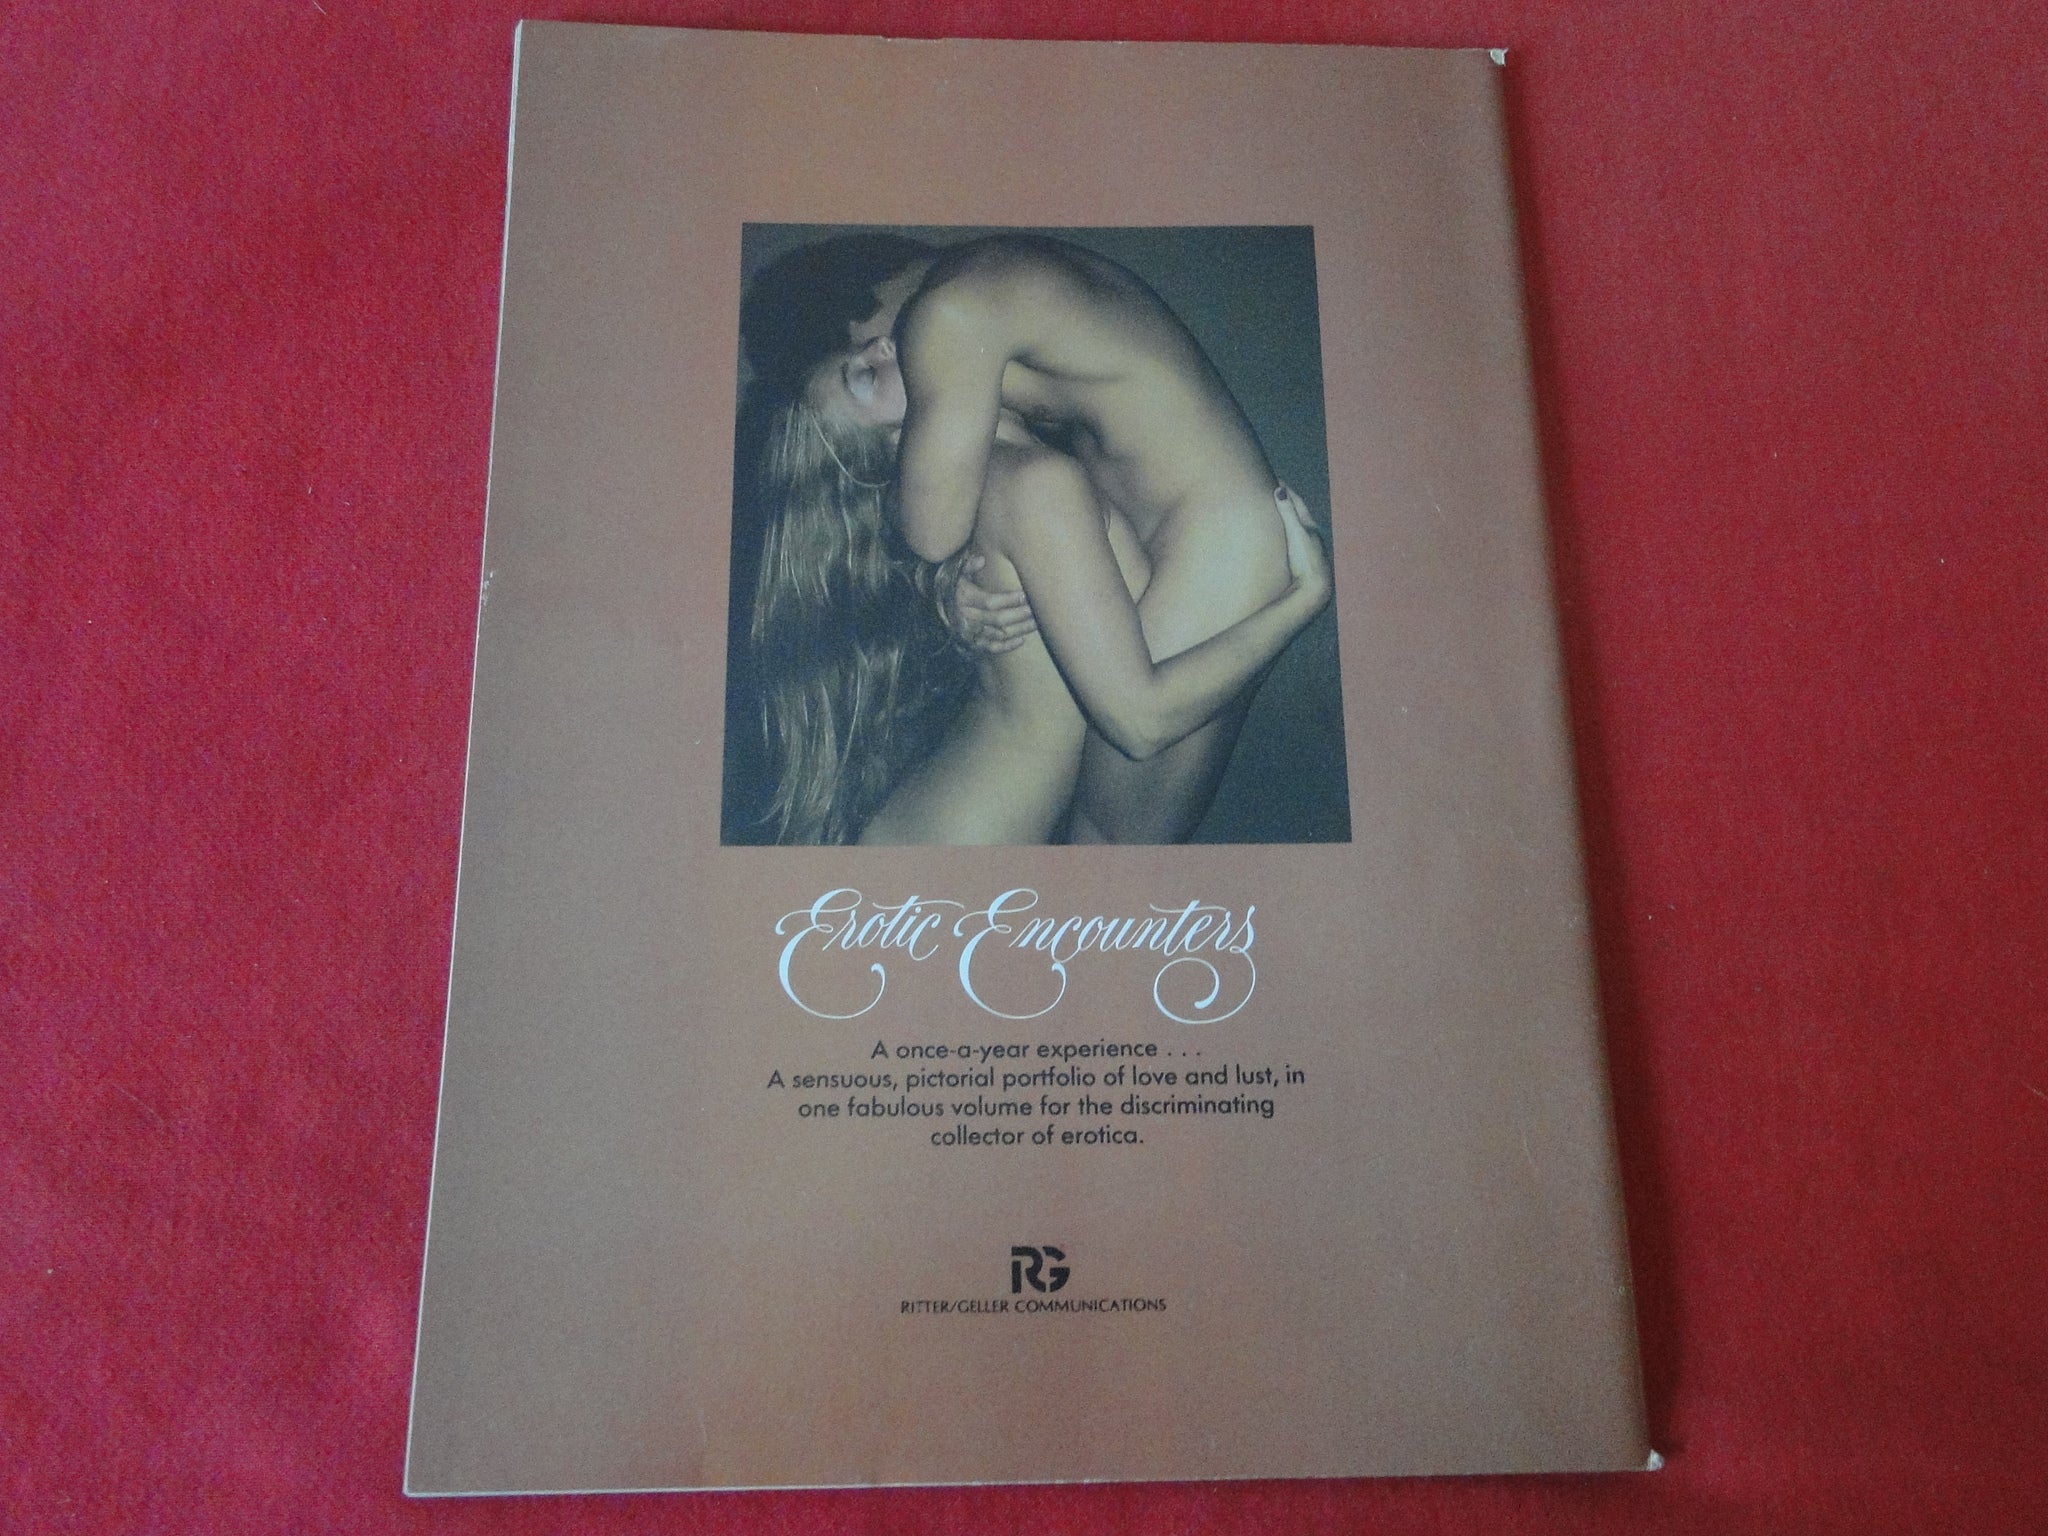 Erotic Encounters
A once-a-year experience . . .
A sensuous, pictorial portfolio of love and lust, in
one fabulous volume for the discriminating
collector of erotica.
RG
RITTER/GELLER COMMUNICATIONS